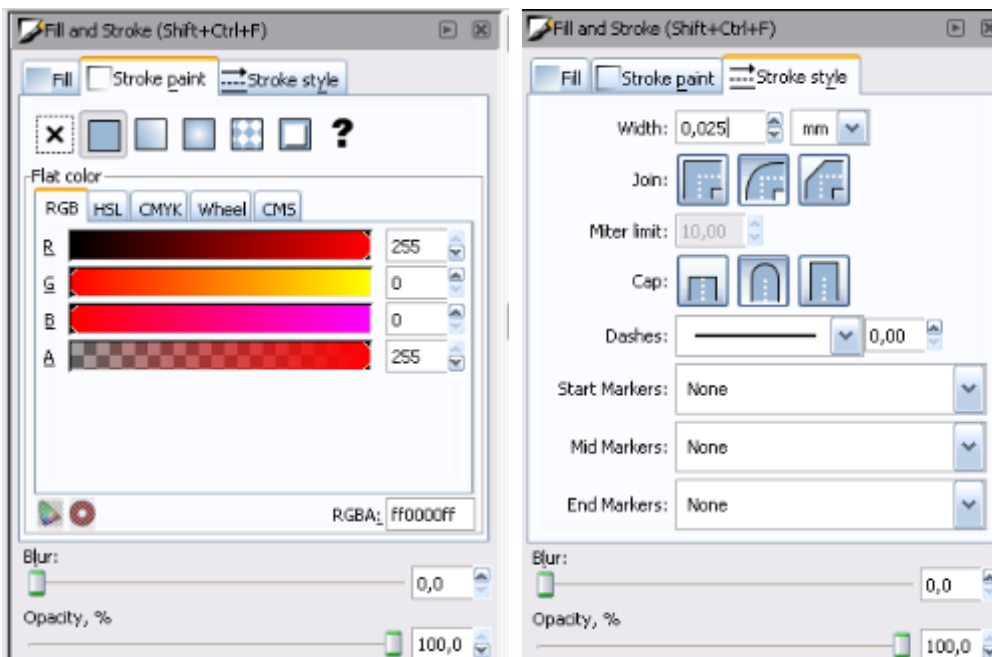 Fill and Stroke (Shift+Ctrl+F)
Fill
Stroke paint
Stroke style
?
Flat color
RGB
HSL
CMYK
Wheel
CMS
R
255
G
0
B
0
A
255
RGBA:
ff0000ff
Blur:
0,0
Opacity, %
100,0
Fill and Stroke (Shift+Ctrl+F)
Fill
Stroke paint
Stroke style
Width:
0,025
mm
Join:
Miter limit:
10,00
Cap:
Dashes:
0,00
Start Markers:
None
Mid Markers:
None
End Markers:
None
Blur:
0,0
Opacity, %
100,0